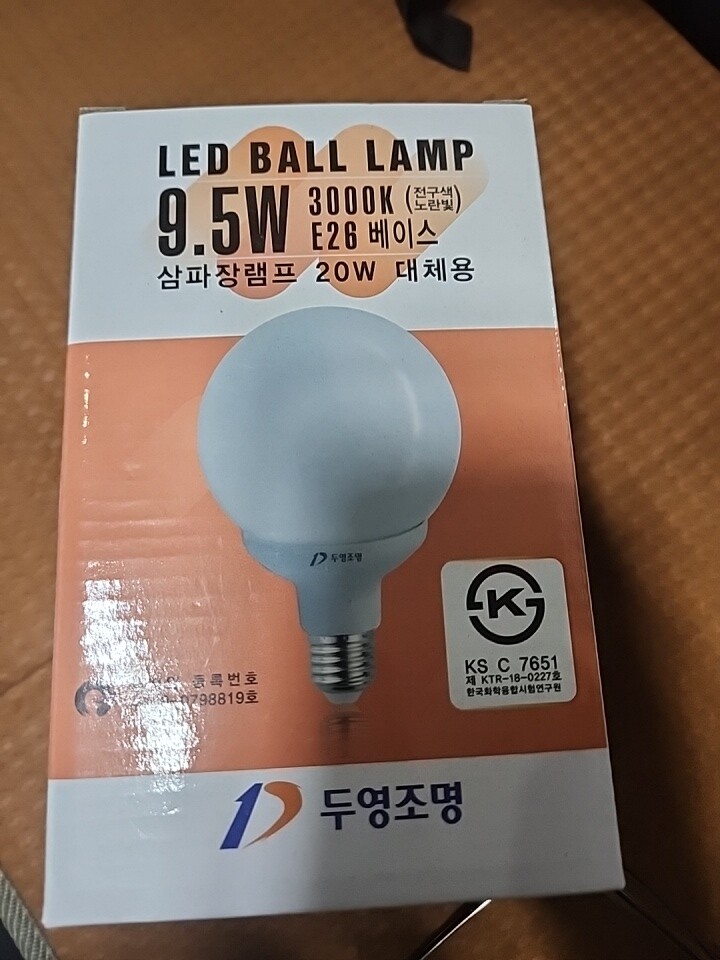 LED BALL LAMP
9.5W 3000K (전구색 노란빛)
E26 베이스
삼파장램프 20W 대체용
두영조명
KS C 7651
제 KTR-18-0227호
한국화학융합시험연구원
등록번호
0798819호
두영조명